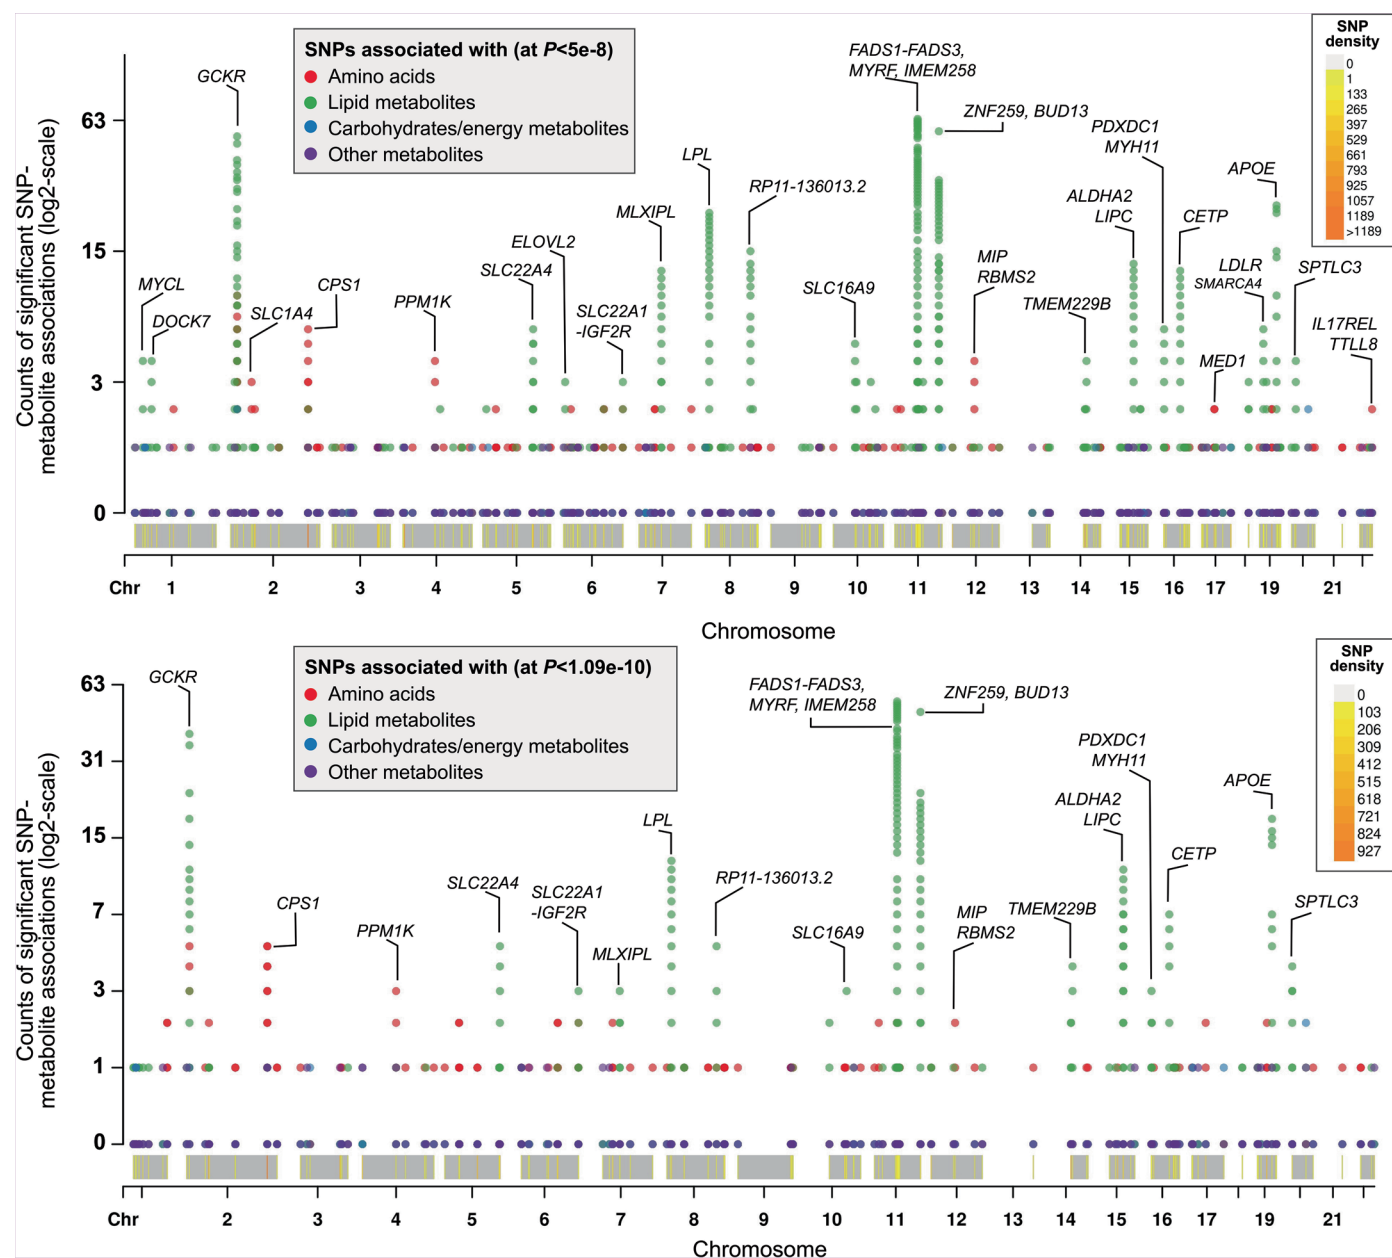 SNPs associated with (at P<5e-8)
Amino acids
Lipid metabolites
Carbohydrates/energy metabolites
Other metabolites
SNP
density
0
1
133
265
397
529
661
793
925
1057
1189
>1189
Counts of significant SNP-
metabolite associations (log2-scale)
63
15
3
0
GCKR
MYCL
DOCK7
SLC1A4
CPS1
PPM1K
SLC22A4
ELOVL2
SLC22A1
-IGF2R
MLXIPL
LPL
RP11-136013.2
SLC16A9
FADS1-FADS3,
MYRF, IMEM258
ZNF259, BUD13
MIP
RBMS2
TMEM229B
PDXDC1
MYH11
ALDHA2
LIPC
CETP
MED1
APOE
LDLR
SMARCA4
SPTLC3
IL17REL
TTLL8
Chr 1 2 3 4 5 6 7 8 9 10 11 12 13 14 15 16 17 19 21
Chromosome
SNPs associated with (at P<1.09e-10)
Amino acids
Lipid metabolites
Carbohydrates/energy metabolites
Other metabolites
SNP
density
0
103
206
309
412
515
618
721
824
927
Counts of significant SNP-
metabolite associations (log2-scale)
63
31
15
7
3
1
0
GCKR
CPS1
PPM1K
SLC22A4
SLC22A1
-IGF2R
MLXIPL
LPL
RP11-136013.2
SLC16A9
FADS1-FADS3,
MYRF, IMEM258
ZNF259, BUD13
MIP
RBMS2
TMEM229B
PDXDC1
MYH11
ALDHA2
LIPC
CETP
APOE
SPTLC3
Chr 2 3 4 5 6 7 8 9 10 11 12 13 14 15 16 17 19 21
Chromosome